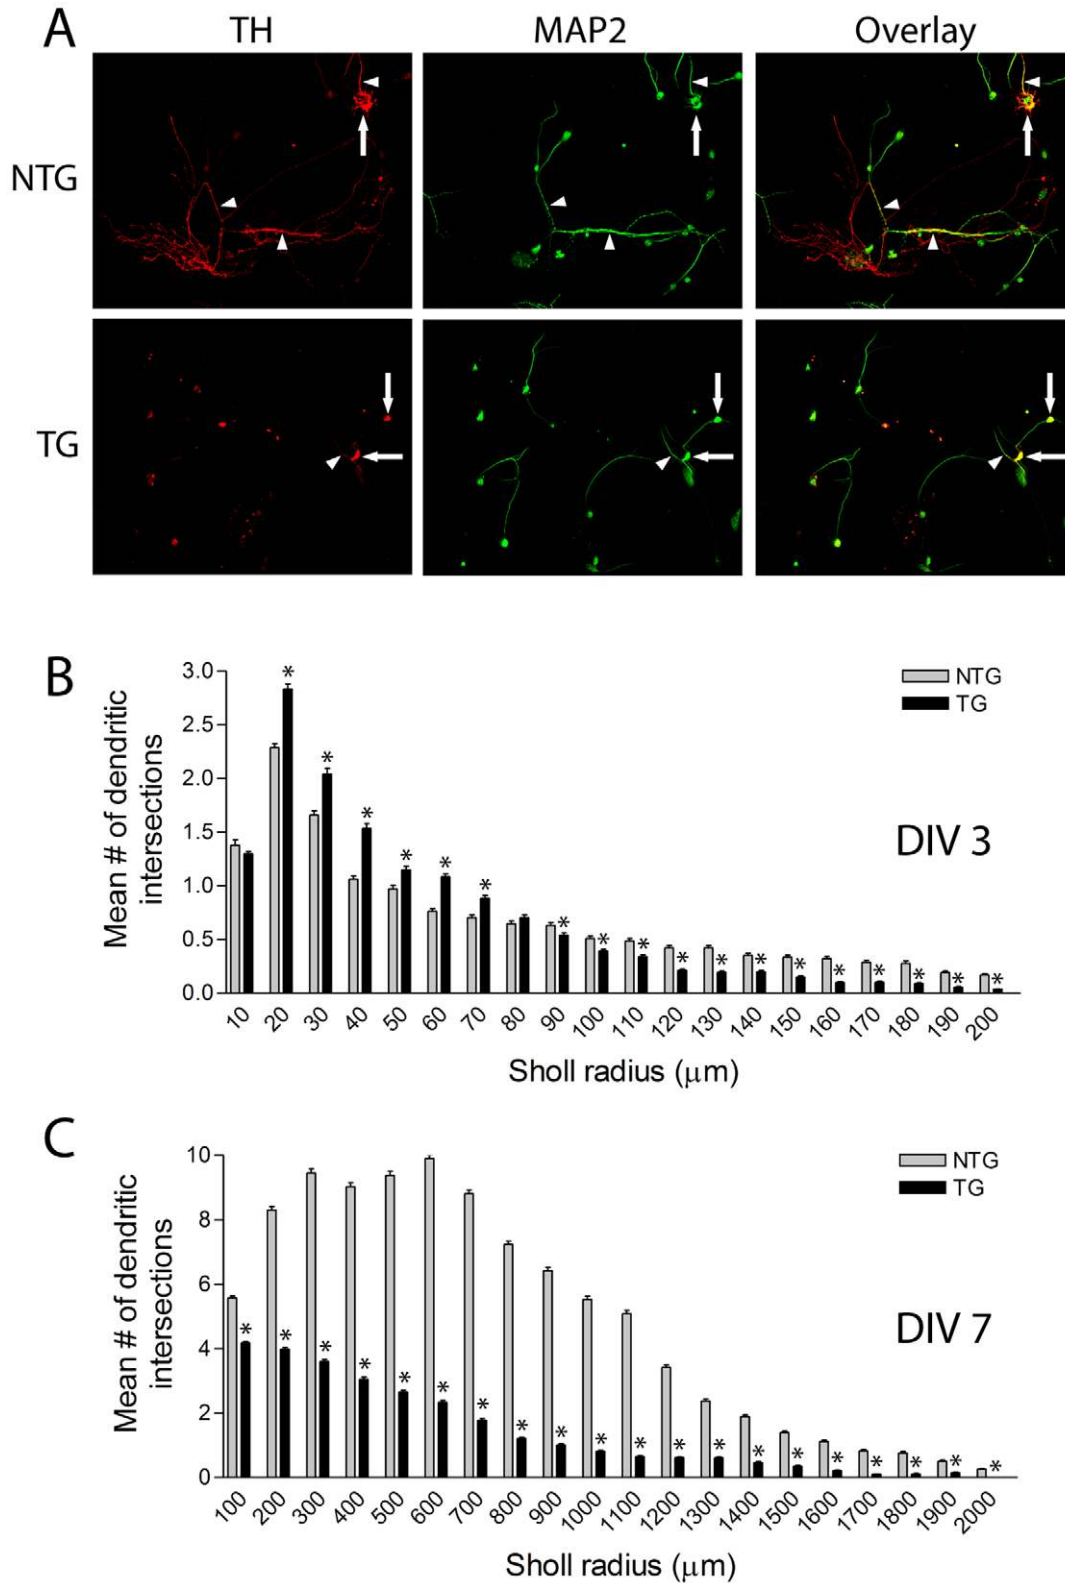 A
TH MAP2 Overlay
NTG
TG
B
NTG
TG
DIV 3
Mean # of dendritic
intersections
3.0
2.5
2.0
1.5
1.0
0.5
0.0
* * * * * * * * * * * * * * * * * *
10 20 30 40 50 60 70 80 90 100 110 120 130 140 150 160 170 180 190 200
Sholl radius (μm)
C
NTG
TG
DIV 7
Mean # of dendritic
intersections
10
8
6
4
2
0
* * * * * * * * * * * * * * * * * * * *
100 200 300 400 500 600 700 800 900 1000 1100 1200 1300 1400 1500 1600 1700 1800 1900 2000
Sholl radius (μm)